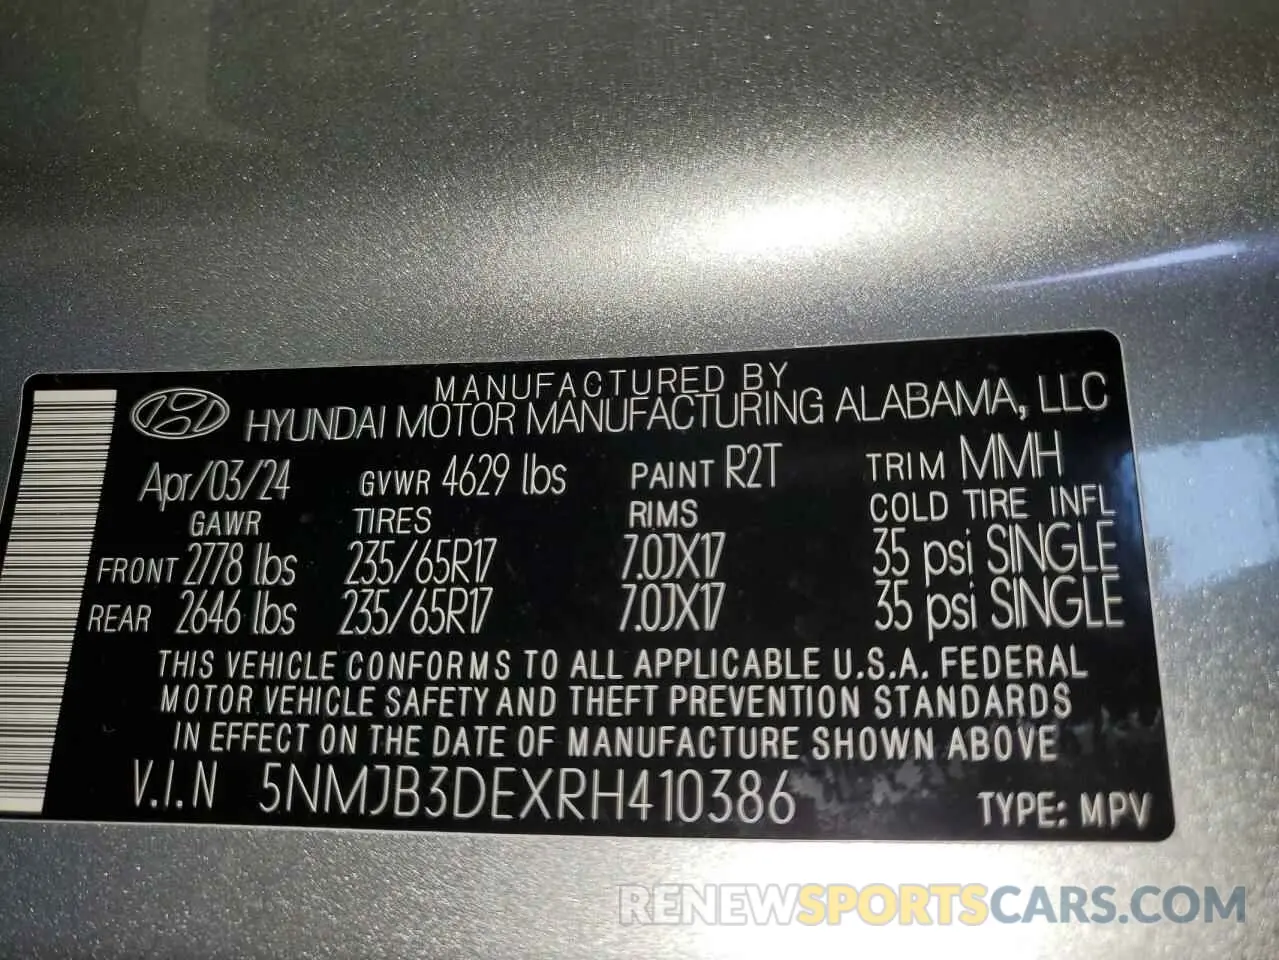 MANUFACTURED BY
HYUNDAI MOTOR MANUFACTURING ALABAMA, LLC
Apr/03/24 GVWR 4629 lbs PAINT R2T TRIM MMH
GAWR TIRES RIMS COLD TIRE INFL
FRONT 2778 lbs 235/65R17 7.0JX17 35 psi SINGLE
REAR 2646 lbs 235/65R17 7.0JX17 35 psi SINGLE
THIS VEHICLE CONFORMS TO ALL APPLICABLE U.S.A. FEDERAL
MOTOR VEHICLE SAFETY AND THEFT PREVENTION STANDARDS
IN EFFECT ON THE DATE OF MANUFACTURE SHOWN ABOVE
V.I.N 5NMJB3DEXRH410386 TYPE: MPV
RENEWSPORTSCARS.COM